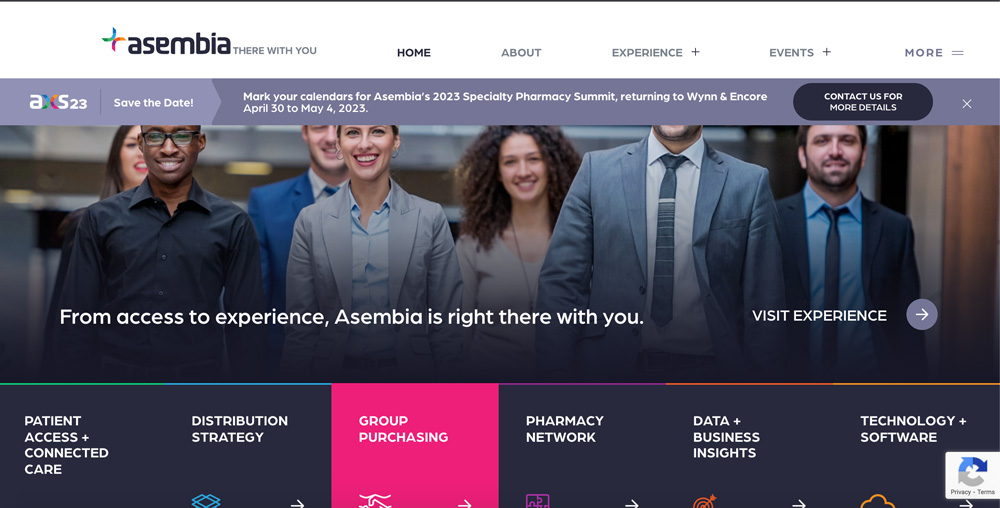 asembia THERE WITH YOU
HOME
ABOUT
EXPERIENCE +
EVENTS +
MORE
axs23
Save the Date!
Mark your calendars for Asembia's 2023 Specialty Pharmacy Summit, returning to Wynn & Encore
April 30 to May 4, 2023.
CONTACT US FOR
MORE DETAILS
From access to experience, Asembia is right there with you.
VISIT EXPERIENCE
PATIENT
ACCESS +
CONNECTED
CARE
DISTRIBUTION
STRATEGY
GROUP
PURCHASING
PHARMACY
NETWORK
DATA +
BUSINESS
INSIGHTS
TECHNOLOGY +
SOFTWARE
Privacy - Terms